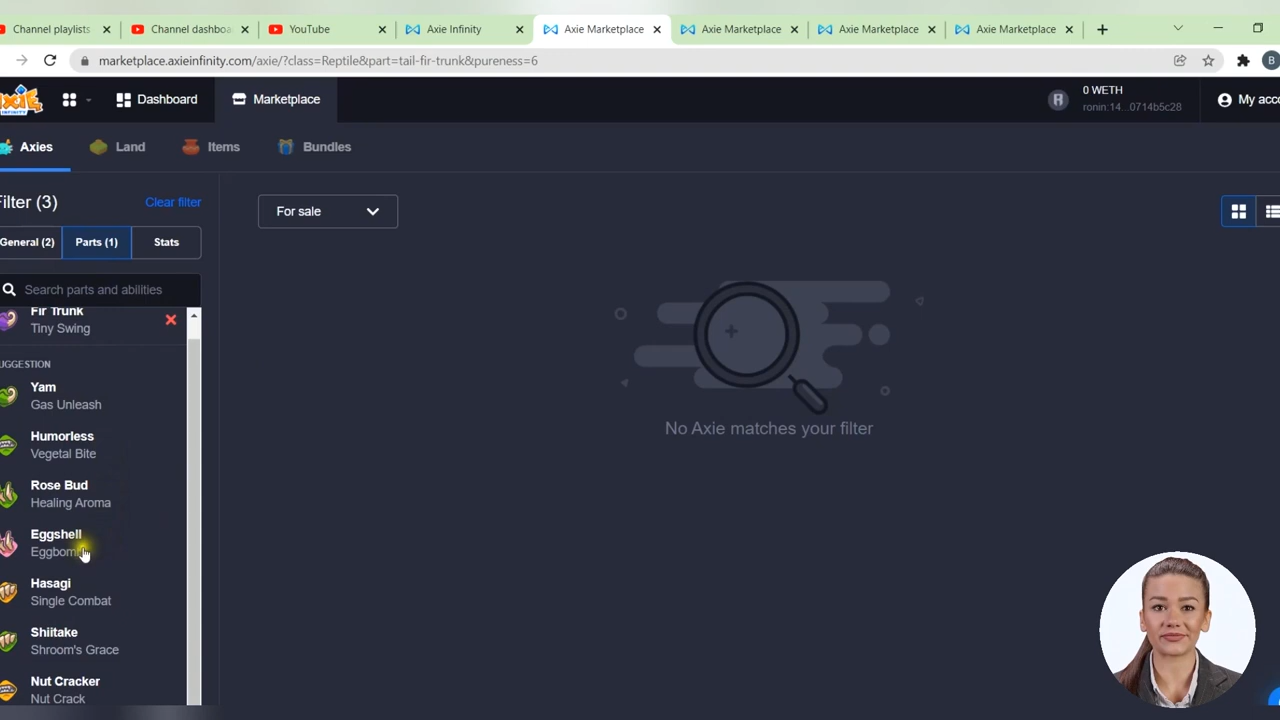 Channel playlists
Channel dashboa
YouTube
Axie Infinity
Axie Marketplace
Axie Marketplace
Axie Marketplace
Axie Marketplace
marketplace.axieinfinity.com/axie/?class=Reptile&part=tail-fir-trunk&pureness=6
B
INFINITY
Dashboard
Marketplace
0 WETH
ronin:14...0714b5c28
My acco
Axies
Land
Items
Bundles
Filter (3)
Clear filter
For sale
General (2)
Parts (1)
Stats
Search parts and abilities
Fir Trunk
Tiny Swing
UGGESTION
Yam
Gas Unleash
Humorless
Vegetal Bite
Rose Bud
Healing Aroma
Eggshell
Eggbom
Hasagi
Single Combat
Shiitake
Shroom's Grace
Nut Cracker
Nut Crack
No Axie matches your filter